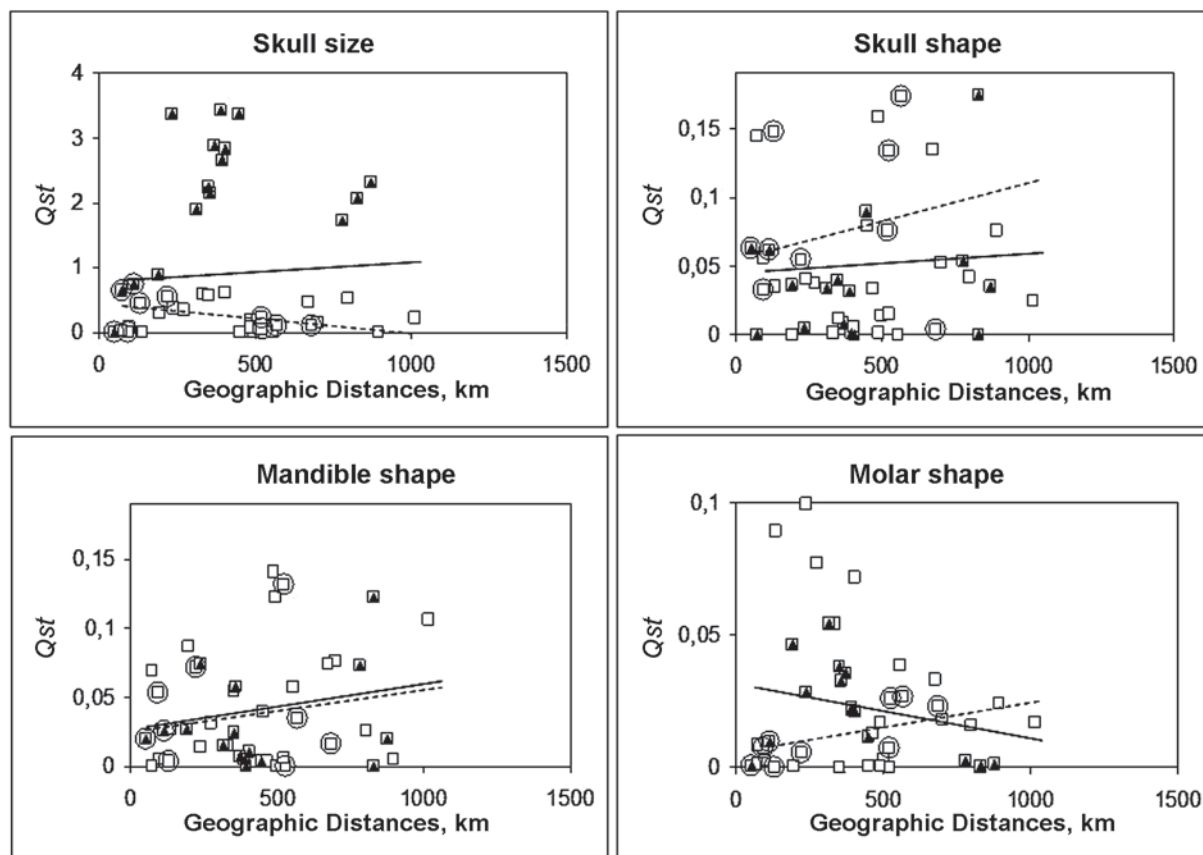 Skull size
4
3
2
1
0
Qst
0 500 1000 1500
Geographic Distances, km
Skull shape
0,15
0,1
0,05
0
Qst
0 500 1000 1500
Geographic Distances, km
Mandible shape
0,15
0,1
0,05
0
Qst
0 500 1000 1500
Geographic Distances, km
Molar shape
0,1
0,05
0
Qst
0 500 1000 1500
Geographic Distances, km